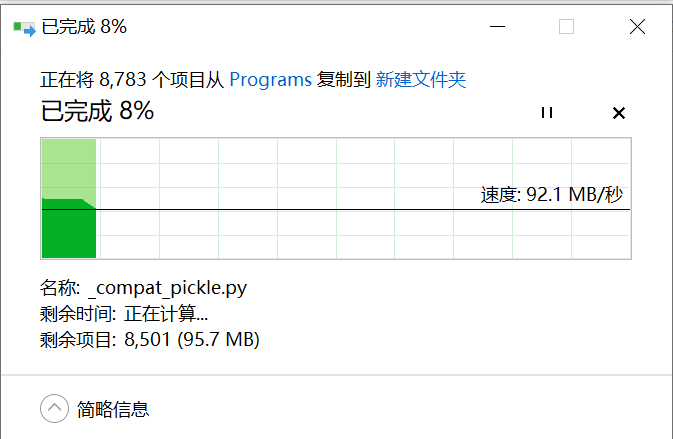 已完成 8%
正在将 8,783 个项目从 Programs 复制到 新建文件夹
已完成 8%
速度: 92.1 MB/秒
名称: _compat_pickle.py
剩余时间: 正在计算...
剩余项目: 8,501 (95.7 MB)
简略信息